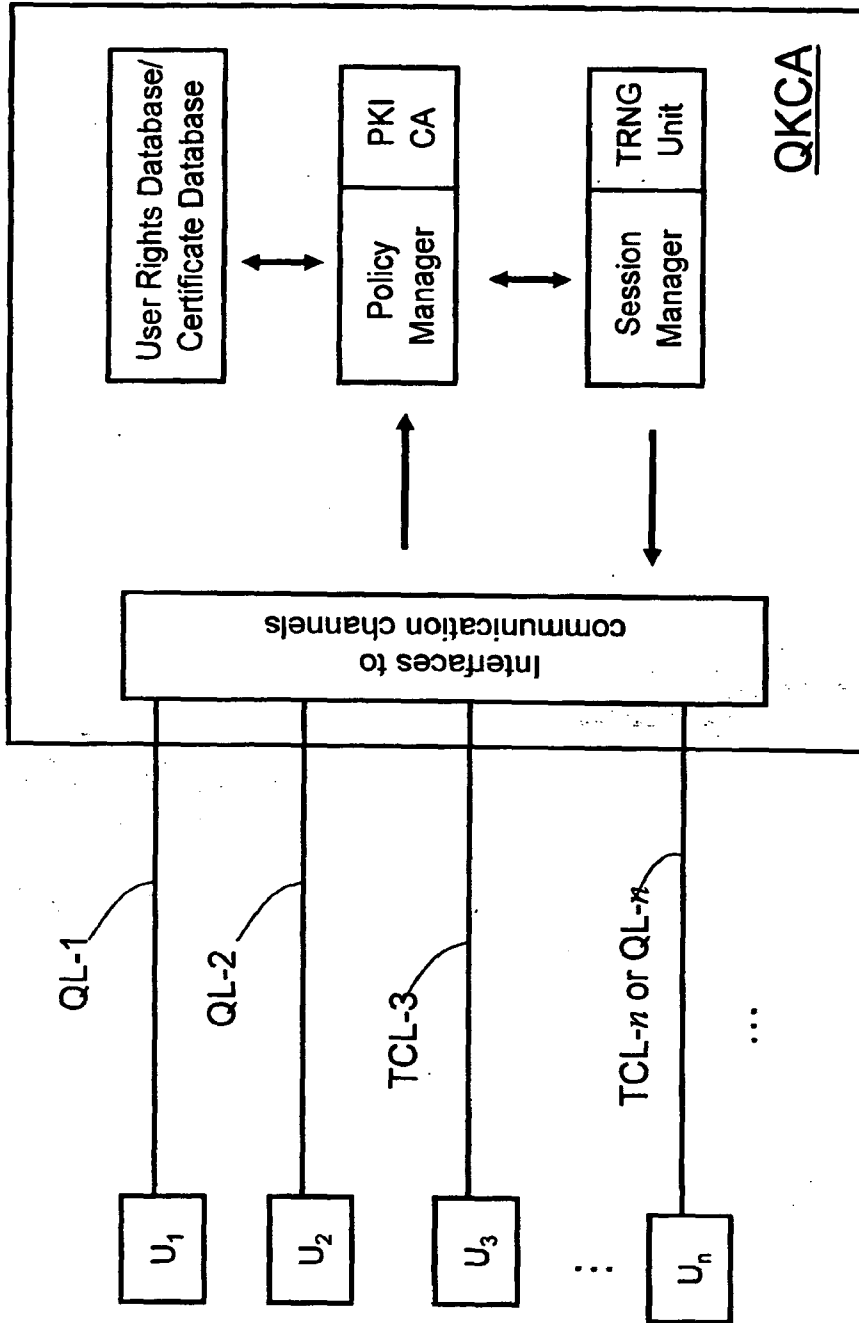 U1
U2
U3
⋮
Un
QL-1
QL-2
TCL-3
TCL-n or QL-n
...
Interfaces to
communication channels
User Rights Database/
Certificate Database
Policy
Manager
PKI
CA
Session
Manager
TRNG
Unit
QKCA